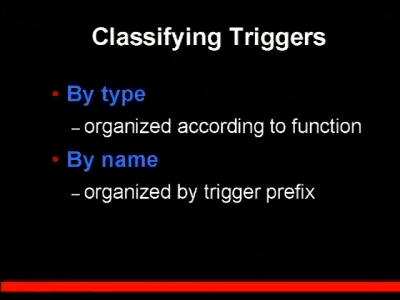 Classifying Triggers
• By type
– organized according to function
• By name
– organized by trigger prefix